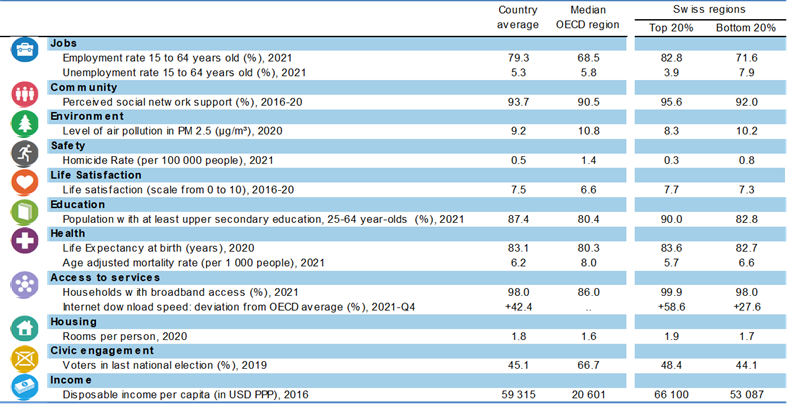 Country average Median OECD region Swiss regions
Top 20% Bottom 20%
Jobs
Employment rate 15 to 64 years old (%), 2021 79.3 68.5 82.8 71.6
Unemployment rate 15 to 64 years old (%), 2021 5.3 5.8 3.9 7.9
Community
Perceived social network support (%), 2016-20 93.7 90.5 95.6 92.0
Environment
Level of air pollution in PM 2.5 (µg/m³), 2020 9.2 10.8 8.3 10.2
Safety
Homicide Rate (per 100 000 people), 2021 0.5 1.4 0.3 0.8
Life Satisfaction
Life satisfaction (scale from 0 to 10), 2016-20 7.5 6.6 7.7 7.3
Education
Population with at least upper secondary education, 25-64 year-olds (%), 2021 87.4 80.4 90.0 82.8
Health
Life Expectancy at birth (years), 2020 83.1 80.3 83.6 82.7
Age adjusted mortality rate (per 1 000 people), 2021 6.2 8.0 5.7 6.6
Access to services
Households with broadband access (%), 2021 98.0 86.0 99.9 98.0
Internet download speed: deviation from OECD average (%), 2021-Q4 +42.4 .. +58.6 +27.6
Housing
Rooms per person, 2020 1.8 1.6 1.9 1.7
Civic engagement
Voters in last national election (%), 2019 45.1 66.7 48.4 44.1
Income
Disposable income per capita (in USD PPP), 2016 59 315 20 601 66 100 53 087